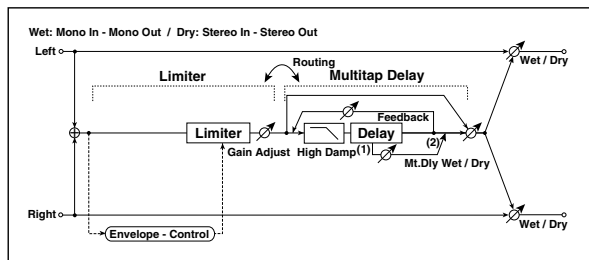 Wet: Mono In - Mono Out / Dry: Stereo In - Stereo Out
Left
Wet / Dry
Routing
Limiter
Multitap Delay
Feedback
Limiter
Delay
Gain Adjust
High Damp
(1)
(2)
Mt.Dly Wet / Dry
Right
Wet / Dry
Envelope - Control